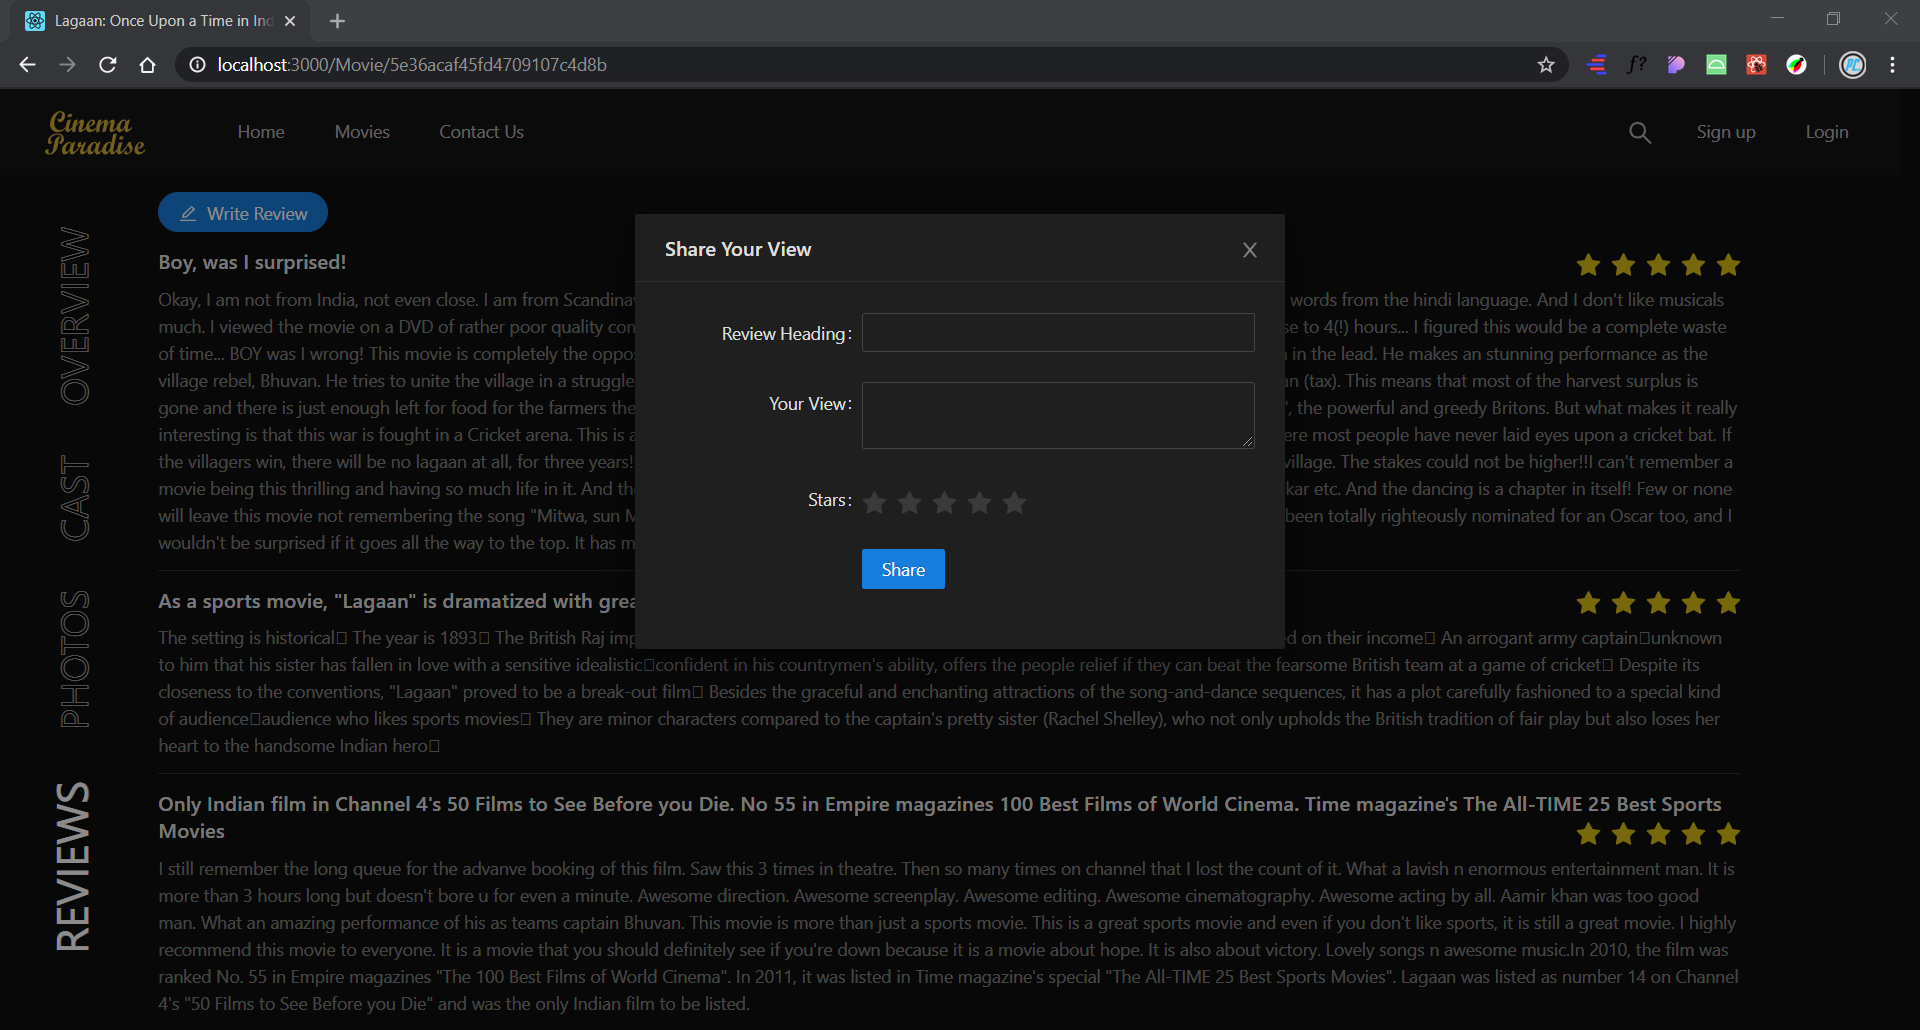 Lagaan: Once Upon a Time in Ind
localhost:3000/Movie/5e36acaf45fd4709107c4d8b
Cinema
Paradise
Home Movies Contact Us Sign up Login
OVERVIEW
CAST
PHOTOS
REVIEWS
Write Review
Boy, was I surprised!
Okay, I am not from India, not even close. I am from words from the hindi language. And I don't like musicals
much. I viewed the movie on a DVD of rather poor quality to 4(!) hours... I figured this would be a complete waste
of time... BOY was I wrong! This movie is completely the in the lead. He makes an stunning performance as the
village rebel, Bhuvan. He tries to unite the village in a struggle (tax). This means that most of the harvest surplus is
gone and there is just enough left for food for the farmers the powerful and greedy Britons. But what makes it really
interesting is that this war is fought in a Cricket arena. This is most people have never laid eyes upon a cricket bat. If
the villagers win, there will be no lagaan at all, for three years! village. The stakes could not be higher!!I can't remember a
movie being this thrilling and having so much life in it. And etc. And the dancing is a chapter in itself! Few or none
will leave this movie not remembering the song "Mitwa, sun been totally righteously nominated for an Oscar too, and I
wouldn't be surprised if it goes all the way to the top. It has
Share Your View
Review Heading:
Your View:
Stars:
Share
As a sports movie, "Lagaan" is dramatized with
The setting is historical The year is 1893 The British Raj on their income An arrogant army captain unknown
to him that his sister has fallen in love with a sensitive idealistic confident in his countrymen's ability, offers the people relief if they can beat the fearsome British team at a game of cricket Despite its
closeness to the conventions, "Lagaan" proved to be a break-out film Besides the graceful and enchanting attractions of the song-and-dance sequences, it has a plot carefully fashioned to a special kind
of audience audience who likes sports movies They are minor characters compared to the captain's pretty sister (Rachel Shelley), who not only upholds the British tradition of fair play but also loses her
heart to the handsome Indian hero
Only Indian film in Channel 4's 50 Films to See Before you Die. No 55 in Empire magazines 100 Best Films of World Cinema. Time magazine's The All-TIME 25 Best Sports
Movies
I still remember the long queue for the advanve booking of this film. Saw this 3 times in theatre. Then so many times on channel that I lost the count of it. What a lavish n enormous entertainment man. It is
more than 3 hours long but doesn't bore u for even a minute. Awesome direction. Awesome screenplay. Awesome editing. Awesome cinematography. Awesome acting by all. Aamir khan was too good
man. What an amazing performance of his as teams captain Bhuvan. This movie is more than just a sports movie. This is a great sports movie and even if you don't like sports, it is still a great movie. I highly
recommend this movie to everyone. It is a movie that you should definitely see if you're down because it is a movie about hope. It is also about victory. Lovely songs n awesome music.In 2010, the film was
ranked No. 55 in Empire magazines "The 100 Best Films of World Cinema". In 2011, it was listed in Time magazine's special "The All-TIME 25 Best Sports Movies". Lagaan was listed as number 14 on Channel
4's "50 Films to See Before you Die" and was the only Indian film to be listed.